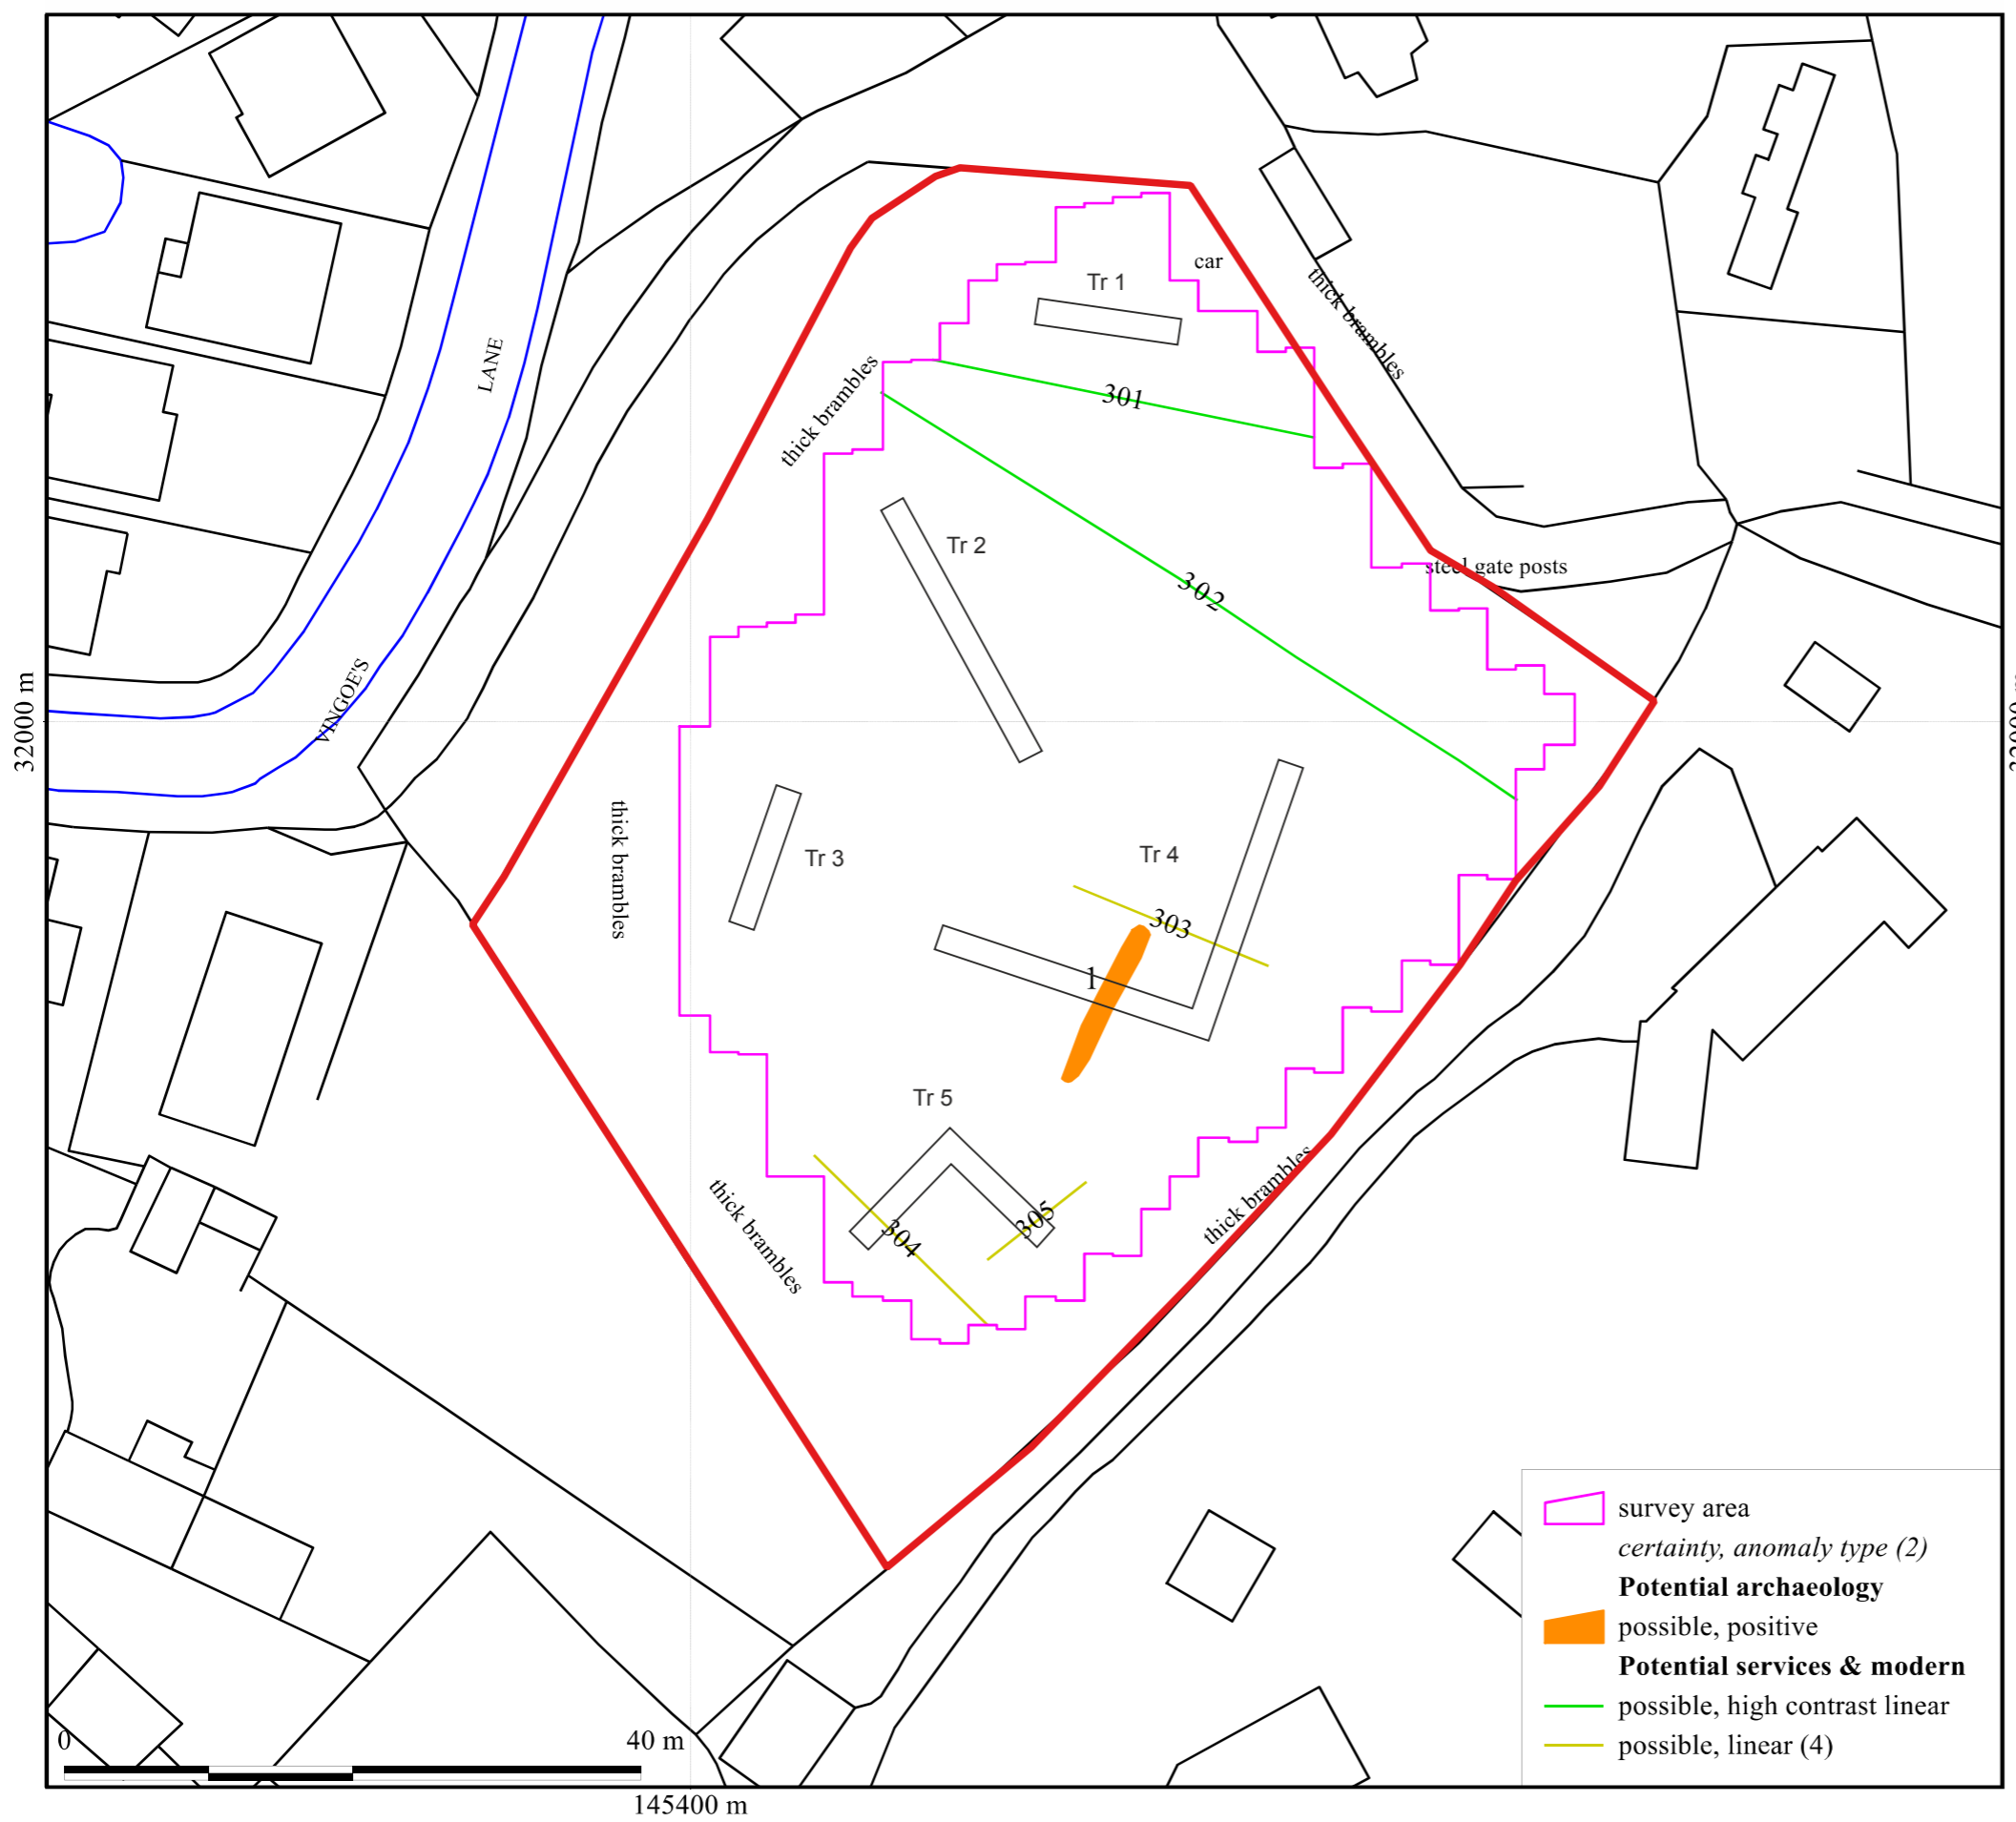 car
Tr 1
thick brambles
LANE
thick brambles
301
Tr 2
steel gate posts
302
VINGOE'S
32000 m
thick brambles
Tr 3
Tr 4
303
1
Tr 5
thick brambles
304
305
thick brambles
survey area
certainty, anomaly type (2)
Potential archaeology
possible, positive
Potential services & modern
possible, high contrast linear
possible, linear (4)
0
40 m
145400 m